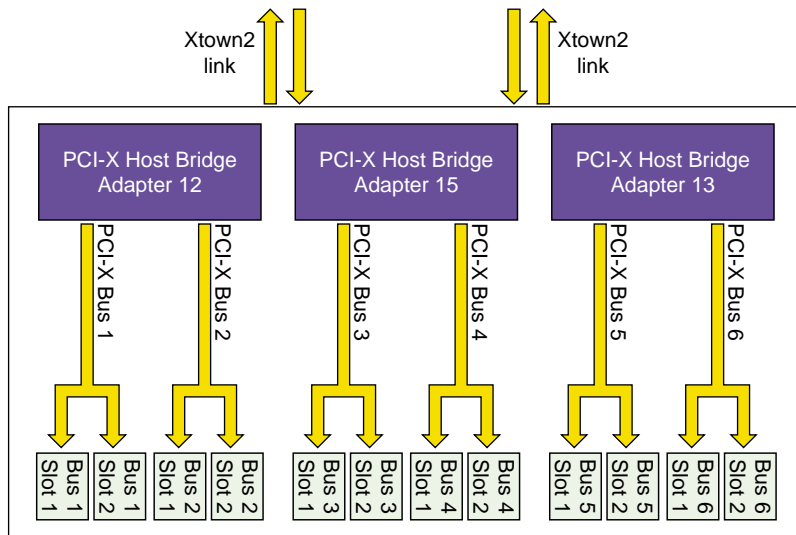 Xtown2
link
Xtown2
link
PCI-X Host Bridge
Adapter 12
PCI-X Host Bridge
Adapter 15
PCI-X Host Bridge
Adapter 13
PCI-X Bus 1
PCI-X Bus 2
PCI-X Bus 3
PCI-X Bus 4
PCI-X Bus 5
PCI-X Bus 6
Bus 1
Slot 1
Bus 1
Slot 2
Bus 2
Slot 1
Bus 2
Slot 2
Bus 3
Slot 1
Bus 3
Slot 2
Bus 4
Slot 1
Bus 4
Slot 2
Bus 5
Slot 1
Bus 5
Slot 2
Bus 6
Slot 1
Bus 6
Slot 2